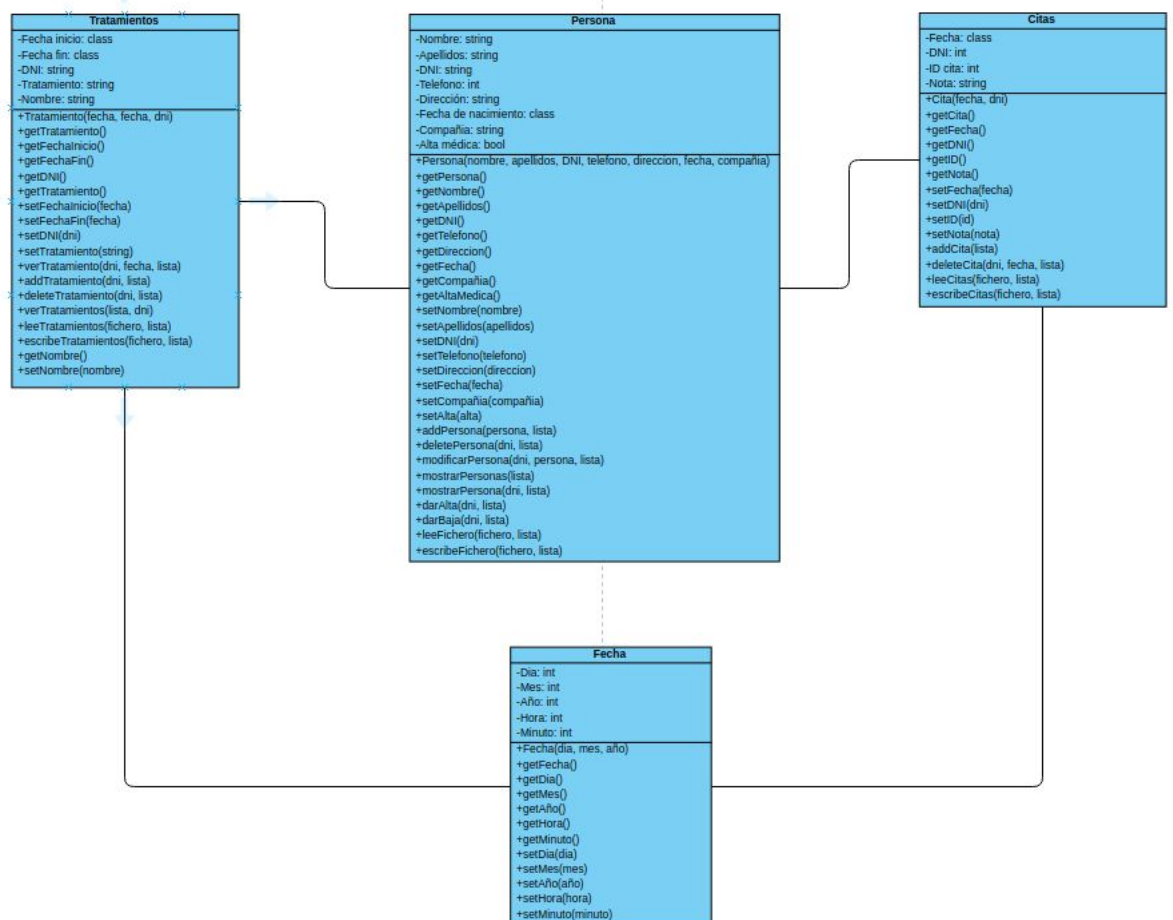 Tratamientos
-Fecha inicio: class
-Fecha fin: class
-DNI: string
-Tratamiento: string
-Nombre: string
+Tratamiento(fecha, fecha, dni)
+getTratamiento()
+getFechaInicio()
+getFechaFin()
+getDNI()
+getTratamiento()
+setFechaInicio(fecha)
+setFechaFin(fecha)
+setDNI(dni)
+setTratamiento(string)
+verTratamiento(dni, fecha, lista)
+addTratamiento(dni, lista)
+deleteTratamiento(dni, lista)
+verTratamientos(lista, dni)
+leeTratamientos(fichero, lista)
+escribeTratamientos(fichero, lista)
+getNombre()
+setNombre(nombre)
Persona
-Nombre: string
-Apellidos: string
-DNI: string
-Telefono: int
-Dirección: string
-Fecha de nacimiento: class
-Compañia: string
-Alta médica: bool
+Persona(nombre, apellidos, DNI, telefono, direccion, fecha, compañia)
+getPersona()
+getNombre()
+getApellidos()
+getDNI()
+getTelefono()
+getDireccion()
+getFecha()
+getCompañia()
+getAltaMedica()
+setNombre(nombre)
+setApellidos(apellidos)
+setDNI(dni)
+setTelefono(telefono)
+setDireccion(direccion)
+setFecha(fecha)
+setCompañia(compañia)
+setAlta(alta)
+addPersona(persona, lista)
+deletePersona(dni, lista)
+modificarPersona(dni, persona, lista)
+mostrarPersonas(lista)
+mostrarPersona(dni, lista)
+darAlta(dni, lista)
+darBaja(dni, lista)
+leeFichero(fichero, lista)
+escribeFichero(fichero, lista)
Citas
-Fecha: class
-DNI: int
-ID cita: int
-Nota: string
+Cita(fecha, dni)
+getCita()
+getFecha()
+getDNI()
+getID()
+getNota()
+setFecha(fecha)
+setDNI(dni)
+setID(id)
+setNota(nota)
+addCita(lista)
+deleteCita(dni, fecha, lista)
+leeCitas(fichero, lista)
+escribeCitas(fichero, lista)
Fecha
-Dia: int
-Mes: int
-Año: int
-Hora: int
-Minuto: int
+Fecha(dia, mes, año)
+getFecha()
+getDia()
+getMes()
+getAño()
+getHora()
+getMinuto()
+setDia(dia)
+setMes(mes)
+setAño(año)
+setHora(hora)
+setMinuto(minuto)